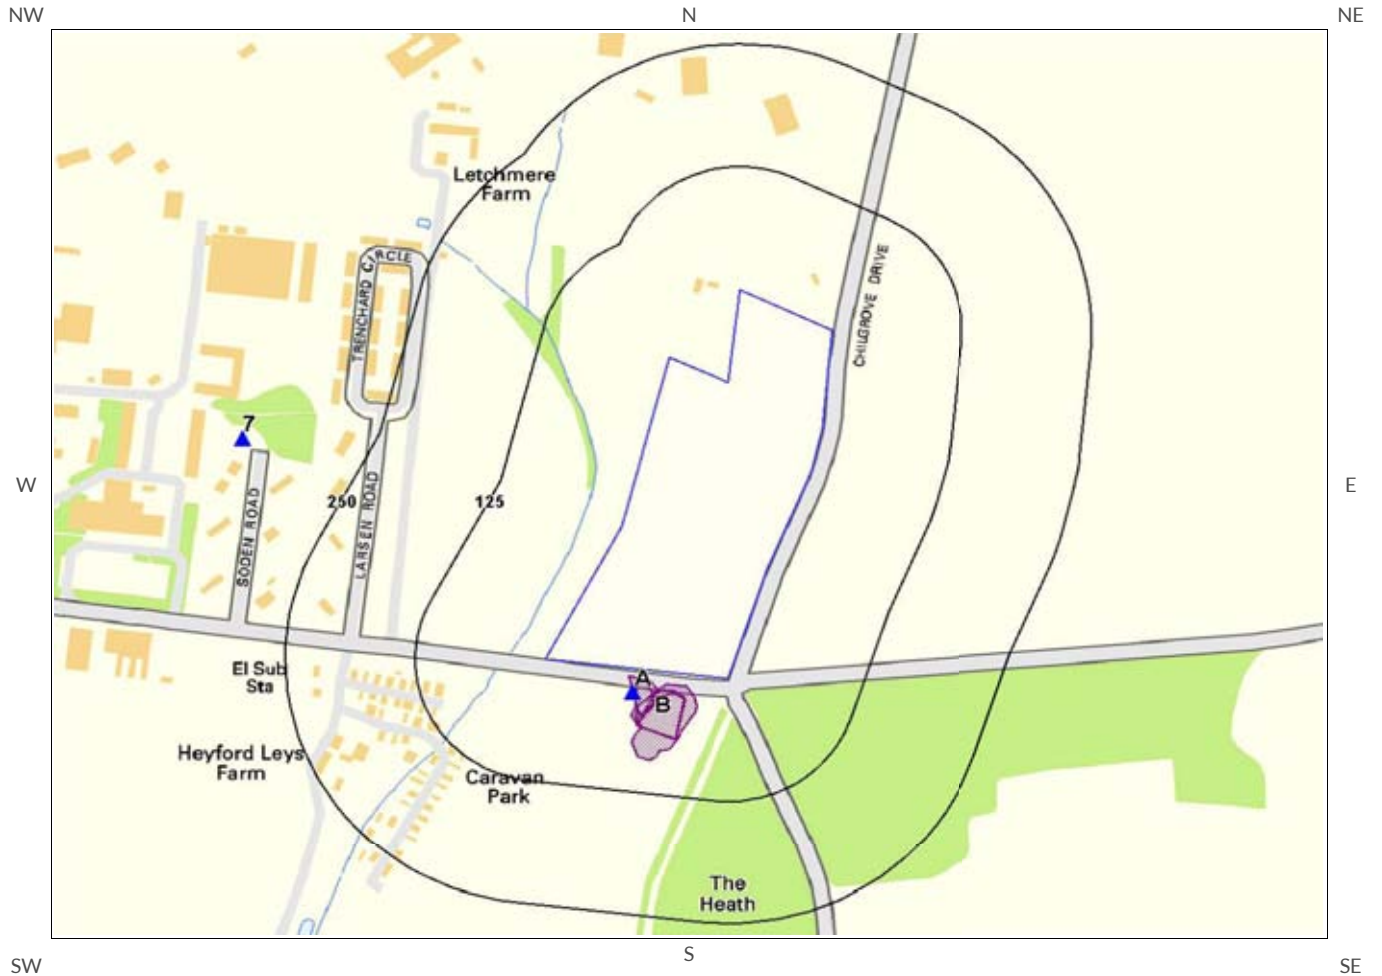 NW
N
NE
Letchmere
Farm
TRENCHARD CIRCLE
CHILGROVE DRIVE
7
W
E
250
125
SODEN ROAD
LARSEN ROAD
El Sub
Sta
A
B
Heyford Leys
Farm
Caravan
Park
The
Heath
SW
S
SE